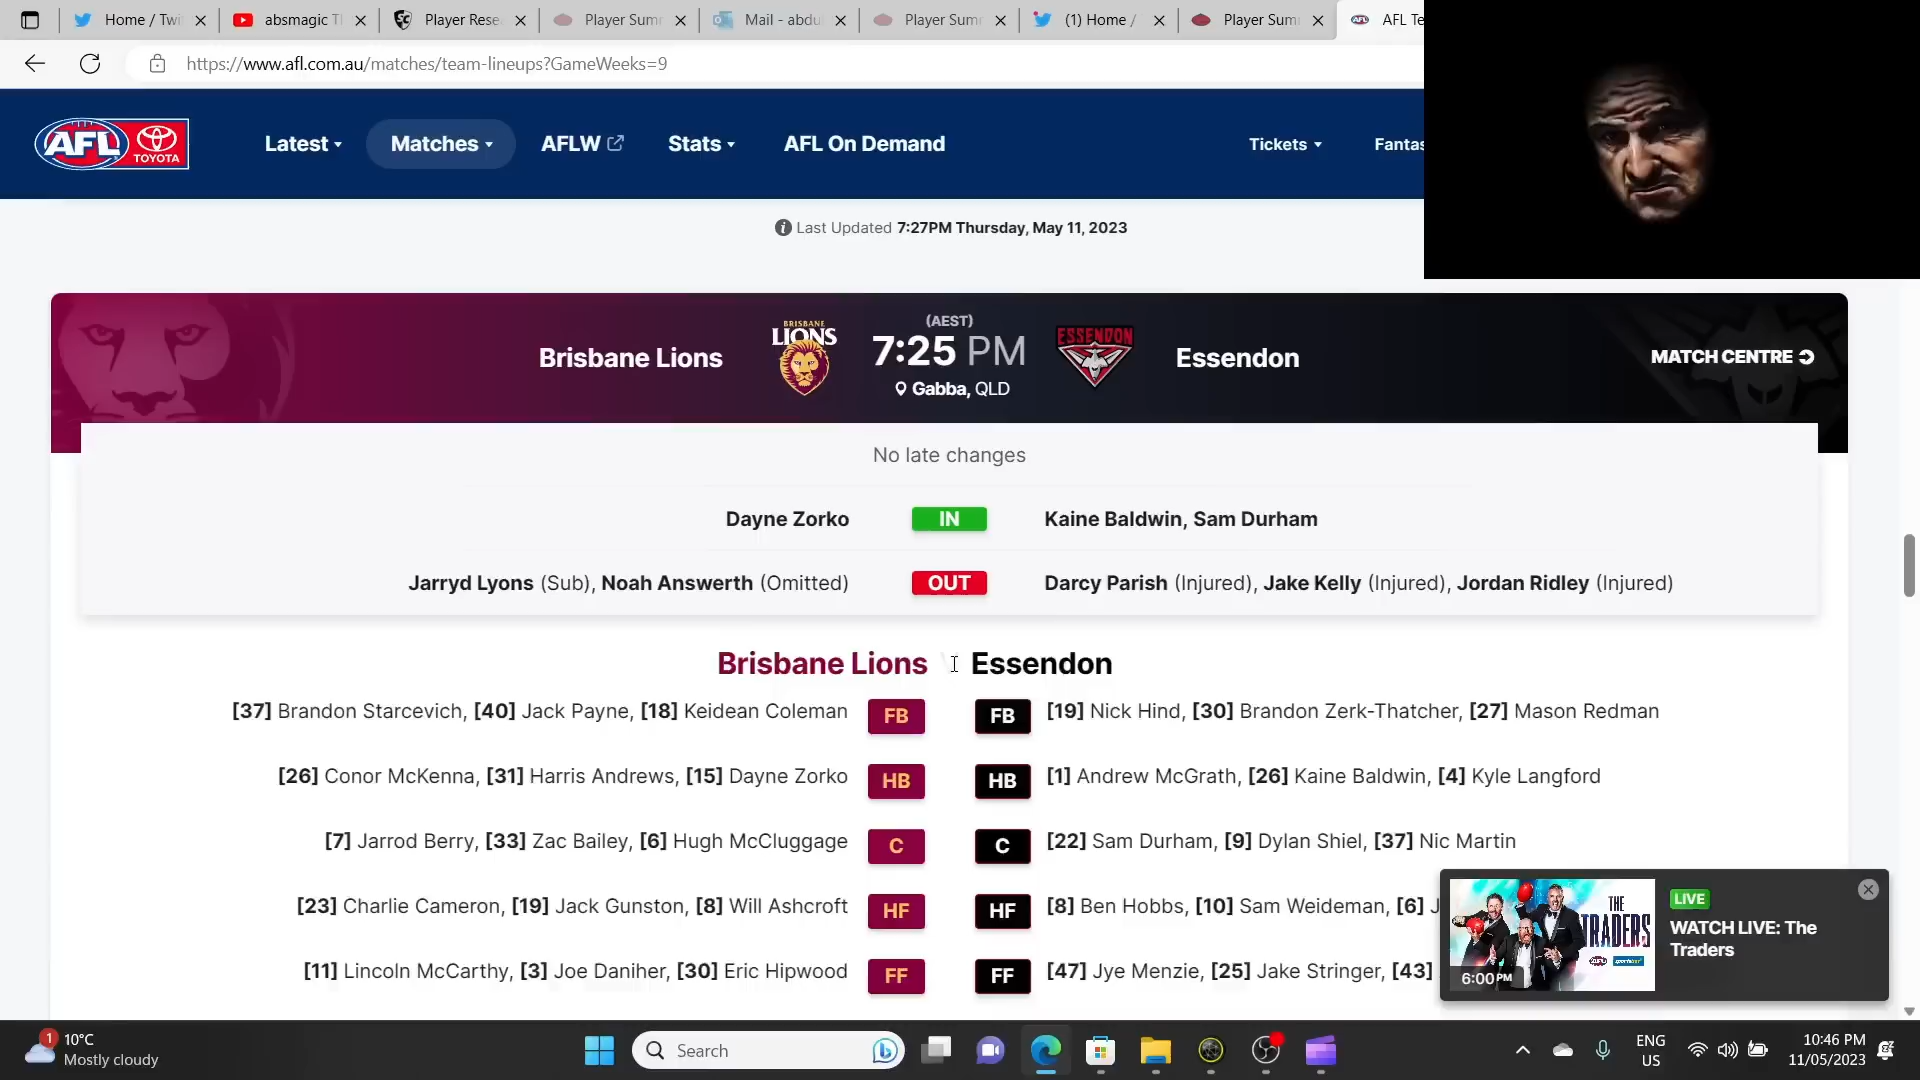 Home / Twi
absmagic T
Player Rese
Player Sum
Mail - abdu
Player Sum
(1) Home /
Player Sum
AFL Te
https://www.afl.com.au/matches/team-lineups?GameWeeks=9
AFL TOYOTA
Latest
Matches
AFLW
Stats
AFL On Demand
Tickets
Fantas
Last Updated 7:27PM Thursday, May 11, 2023
Brisbane Lions
BRISBANE LIONS
(AEST)
7:25 PM
Gabba, QLD
ESSENDON
Essendon
MATCH CENTRE
No late changes
Dayne Zorko IN Kaine Baldwin, Sam Durham
Jarryd Lyons (Sub), Noah Answerth (Omitted) OUT Darcy Parish (Injured), Jake Kelly (Injured), Jordan Ridley (Injured)
Brisbane Lions Essendon
[37] Brandon Starcevich, [40] Jack Payne, [18] Keidean Coleman FB FB [19] Nick Hind, [30] Brandon Zerk-Thatcher, [27] Mason Redman
[26] Conor McKenna, [31] Harris Andrews, [15] Dayne Zorko HB HB [1] Andrew McGrath, [26] Kaine Baldwin, [4] Kyle Langford
[7] Jarrod Berry, [33] Zac Bailey, [6] Hugh McCluggage C C [22] Sam Durham, [9] Dylan Shiel, [37] Nic Martin
[23] Charlie Cameron, [19] Jack Gunston, [8] Will Ashcroft HF HF [8] Ben Hobbs, [10] Sam Weideman, [6] J
[11] Lincoln McCarthy, [3] Joe Daniher, [30] Eric Hipwood FF FF [47] Jye Menzie, [25] Jake Stringer, [43]
THE TRADERS
6:00PM
LIVE
WATCH LIVE: The
Traders
1
10°C
Mostly cloudy
Search
ENG
US
10:46 PM
11/05/2023